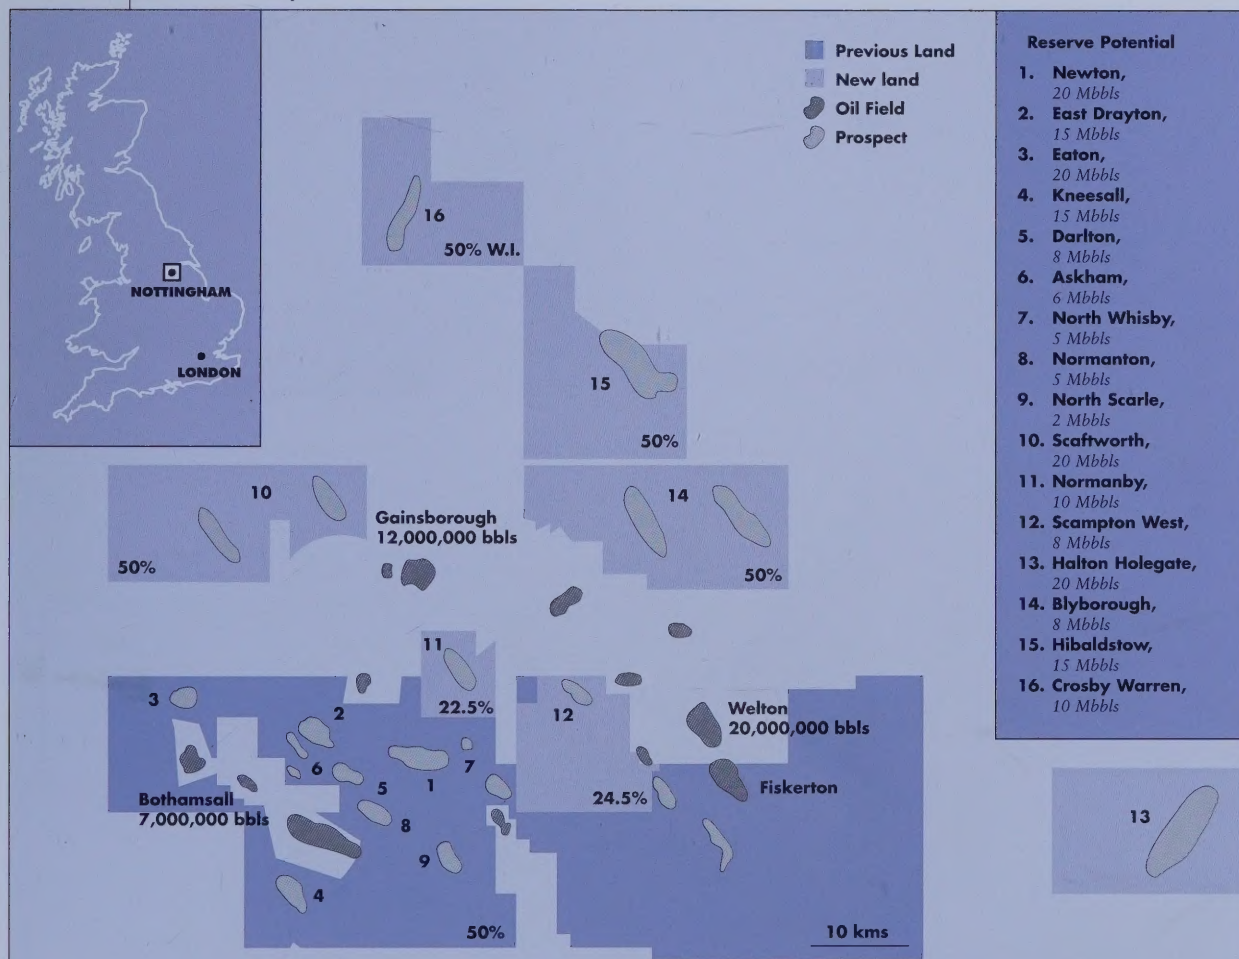 NOTTINGHAM
LONDON
Previous Land
New land
Oil Field
Prospect
16
50% W.I.
15
50%
10
50%
Gainsborough
12,000,000 bbls
14
50%
11
22.5%
3
2
12
Welton
20,000,000 bbls
6
5
1
7
Bothamsall
7,000,000 bbls
8
24.5%
Fiskerton
9
4
50%
10 kms
13
Reserve Potential
1. Newton,
20 Mbbls
2. East Drayton,
15 Mbbls
3. Eaton,
20 Mbbls
4. Kneesall,
15 Mbbls
5. Darlton,
8 Mbbls
6. Askham,
6 Mbbls
7. North Whisby,
5 Mbbls
8. Normanton,
5 Mbbls
9. North Scarle,
2 Mbbls
10. Scaftworth,
20 Mbbls
11. Normanby,
10 Mbbls
12. Scampton West,
8 Mbbls
13. Halton Holegate,
20 Mbbls
14. Blyborough,
8 Mbbls
15. Hibaldstow,
15 Mbbls
16. Crosby Warren,
10 Mbbls